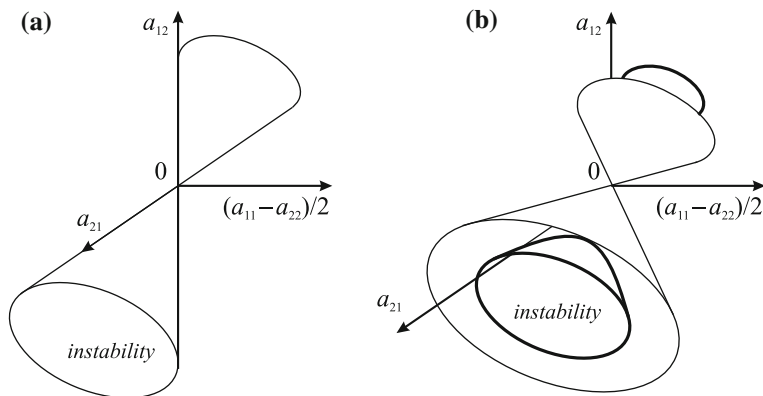 (a)
a₁₂
0
(a₁₁−a₂₂)/2
a₂₁
instability
(b)
a₁₂
0
(a₁₁−a₂₂)/2
a₂₁
instability